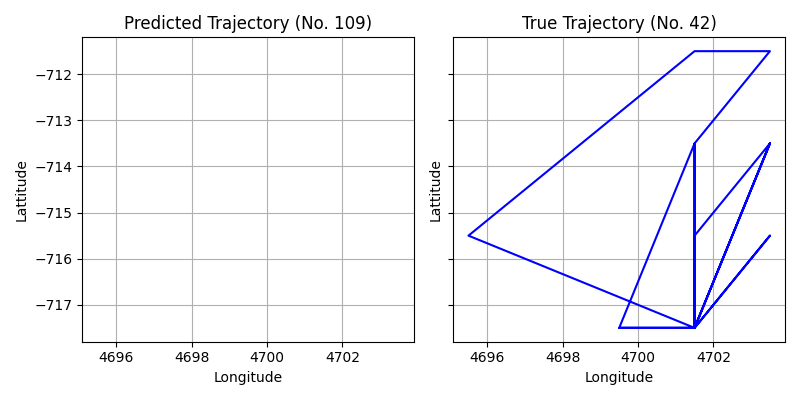 Predicted Trajectory (No. 109)
True Trajectory (No. 42)
Lattitude
−712
−713
−714
−715
−716
−717
4696
4698
4700
4702
Longitude
Lattitude
4696
4698
4700
4702
Longitude